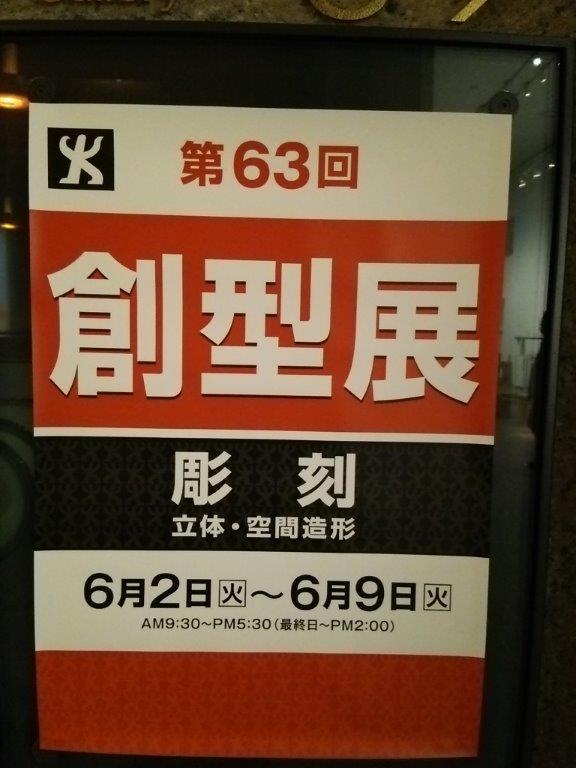 第63回
創型展
彫刻
立体・空間造形
6月2日火～6月9日火
AM9:30～PM5:30(最終日～PM2:00)